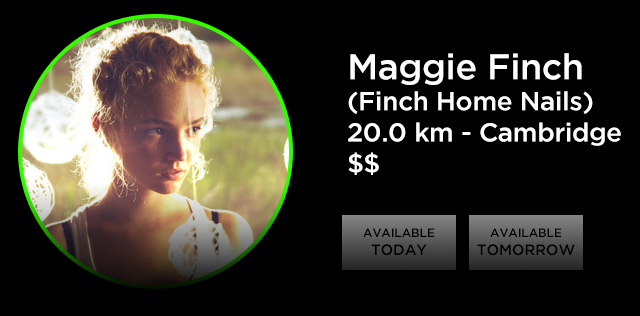 Maggie Finch
(Finch Home Nails)
20.0 km - Cambridge
$$
AVAILABLE
TODAY
AVAILABLE
TOMORROW